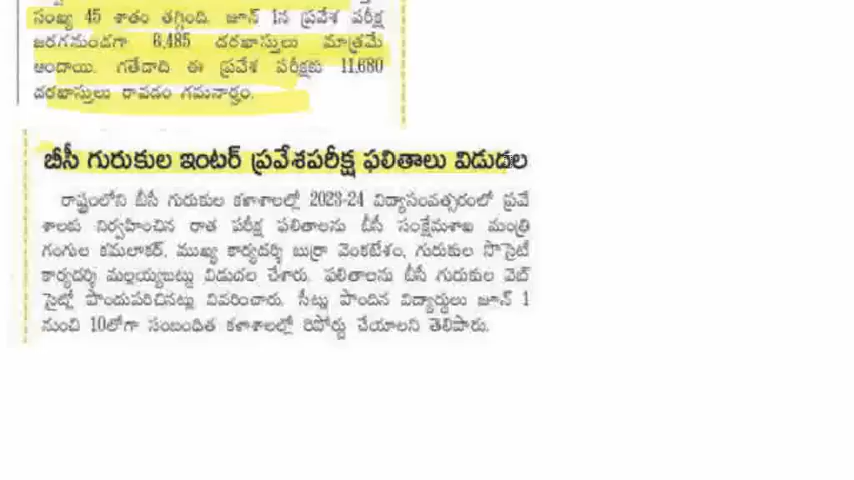 సంఖ్య 45 శాతం తగ్గింది. జూన్ 1న ప్రవేశ పరీక్ష
జరగనుండగా 6,485 దరఖాస్తులు మాత్రమే
అందాయి. గతేడాది ఈ ప్రవేశ పరీక్షకు 11,680
దరఖాస్తులు రావడం గమనార్హం.
బీసీ గురుకుల ఇంటర్ ప్రవేశపరీక్ష ఫలితాలు విడుదల
రాష్ట్రంలోని బీసీ గురుకుల కళాశాలల్లో 2023-24 విద్యాసంవత్సరంలో ప్రవే
శాలకు నిర్వహించిన రాత పరీక్ష ఫలితాలను బీసీ సంక్షేమశాఖ మంత్రి
గంగుల కమలాకర్, ముఖ్య కార్యదర్శి బుర్రా వెంకటేశం, గురుకుల సొసైటీ
కార్యదర్శి మల్లయ్యబట్టు విడుదల చేశారు. ఫలితాలను బీసీ గురుకుల వెబ్
సైట్లో పొందుపరిచినట్లు వివరించారు. సీట్లు పొందిన విద్యార్థులు జూన్ 1
నుంచి 10లోగా సంబంధిత కళాశాలల్లో రిపోర్టు చేయాలని తెలిపారు.